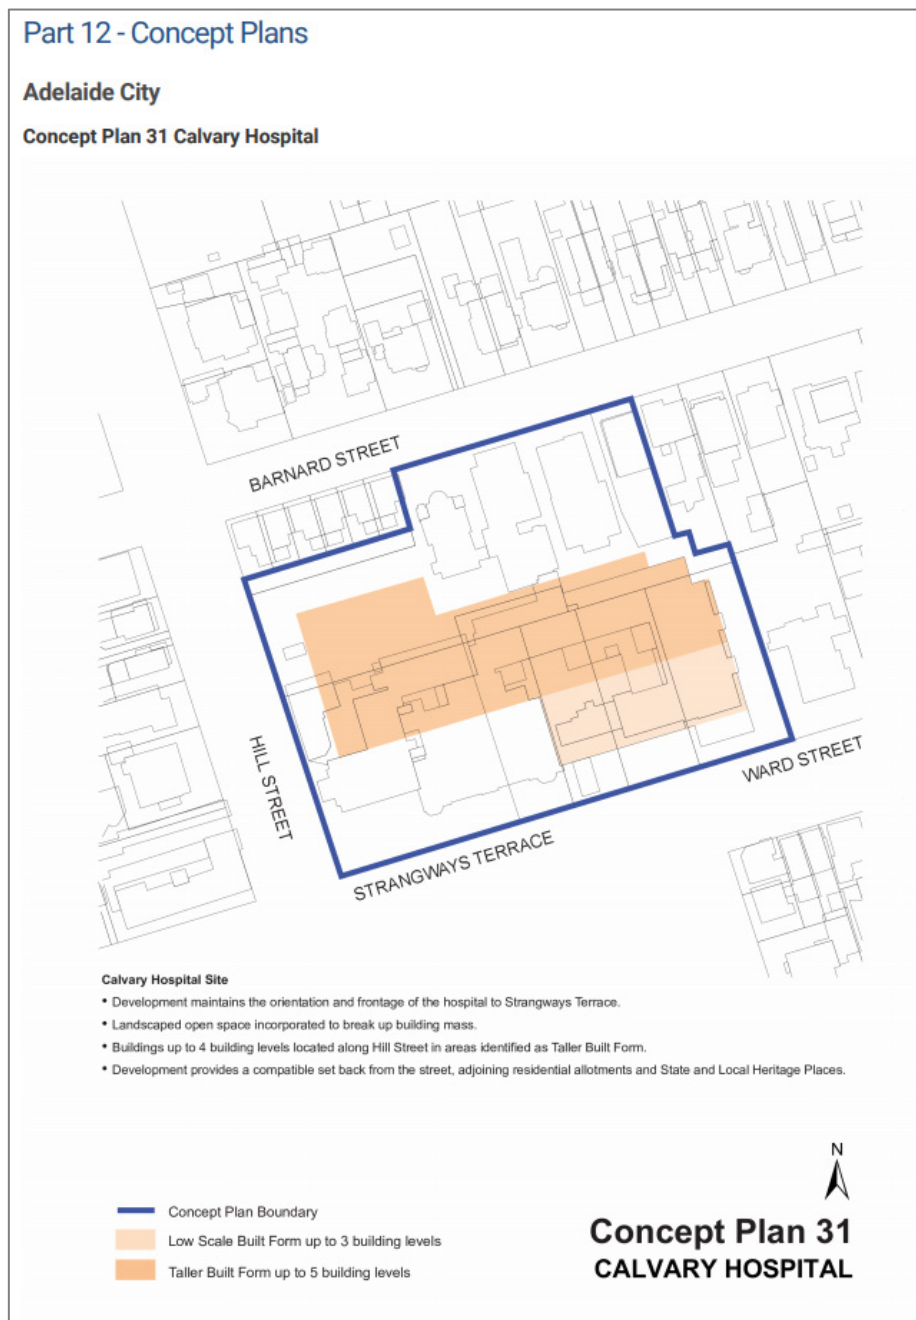 Part 12 - Concept Plans
Adelaide City
Concept Plan 31 Calvary Hospital
BARNARD STREET
HILL STREET
WARD STREET
STRANGWAYS TERRACE
Calvary Hospital Site
• Development maintains the orientation and frontage of the hospital to Strangways Terrace.
• Landscaped open space incorporated to break up building mass.
• Buildings up to 4 building levels located along Hill Street in areas identified as Taller Built Form.
• Development provides a compatible set back from the street, adjoining residential allotments and State and Local Heritage Places.
N
Concept Plan Boundary
Low Scale Built Form up to 3 building levels
Taller Built Form up to 5 building levels
Concept Plan 31
CALVARY HOSPITAL